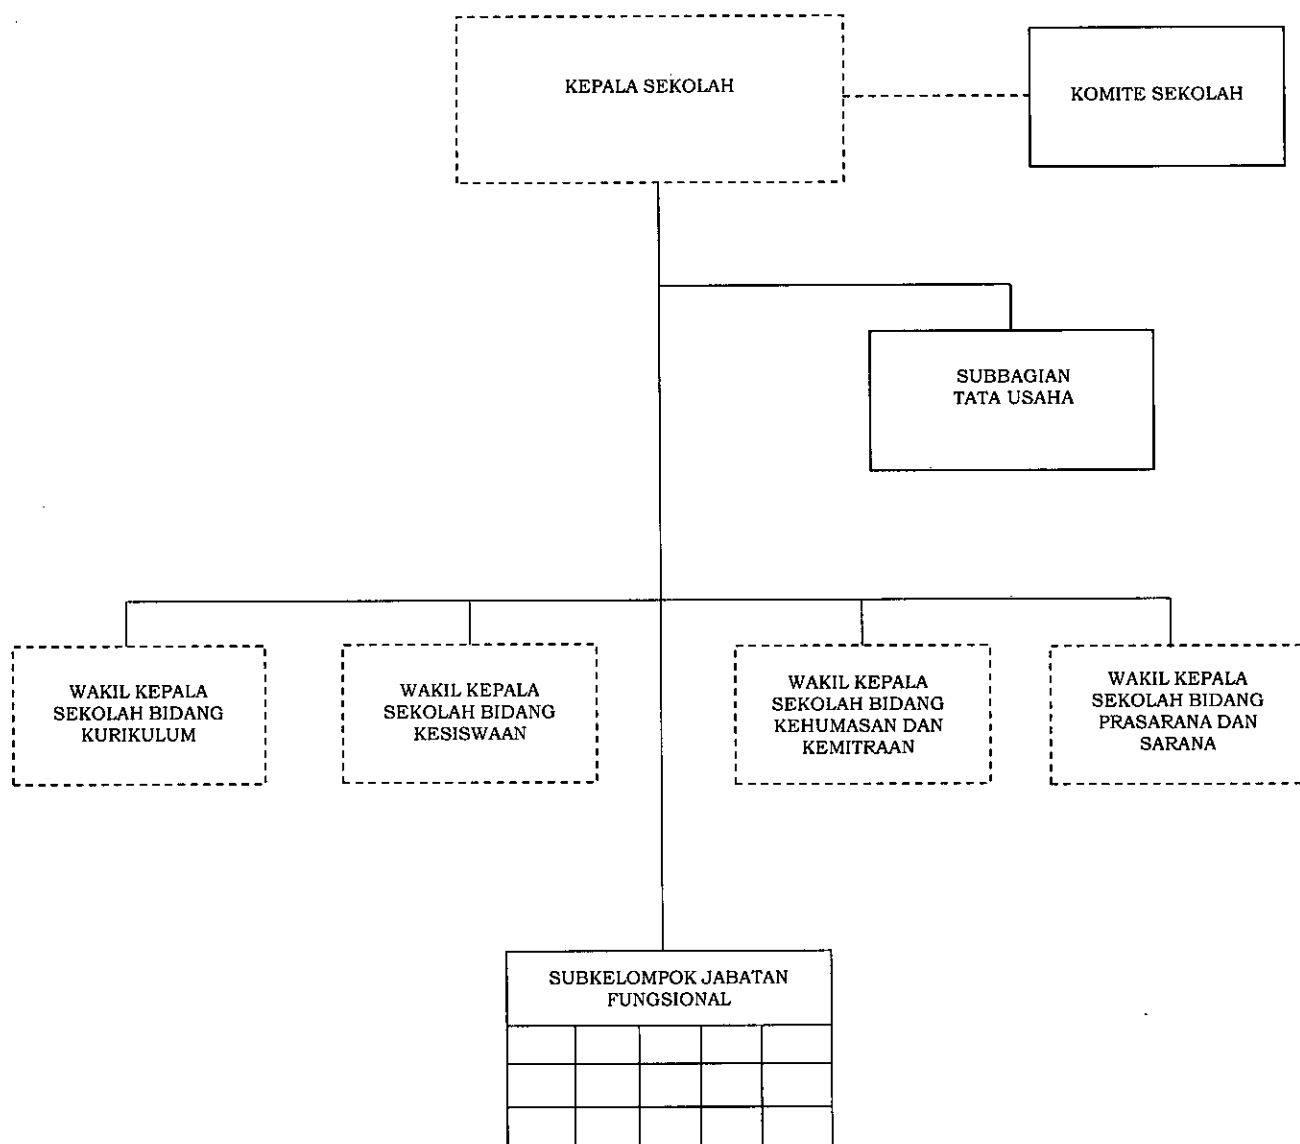 KEPALA SEKOLAH
KOMITE SEKOLAH
SUBBAGIAN
TATA USAHA
WAKIL KEPALA
SEKOLAH BIDANG
KURIKULUM
WAKIL KEPALA
SEKOLAH BIDANG
KESISWAAN
WAKIL KEPALA
SEKOLAH BIDANG
KEHUMASAN DAN
KEMITRAAN
WAKIL KEPALA
SEKOLAH BIDANG
PRASARANA DAN
SARANA
SUBKELOMPOK JABATAN
FUNGSIONAL